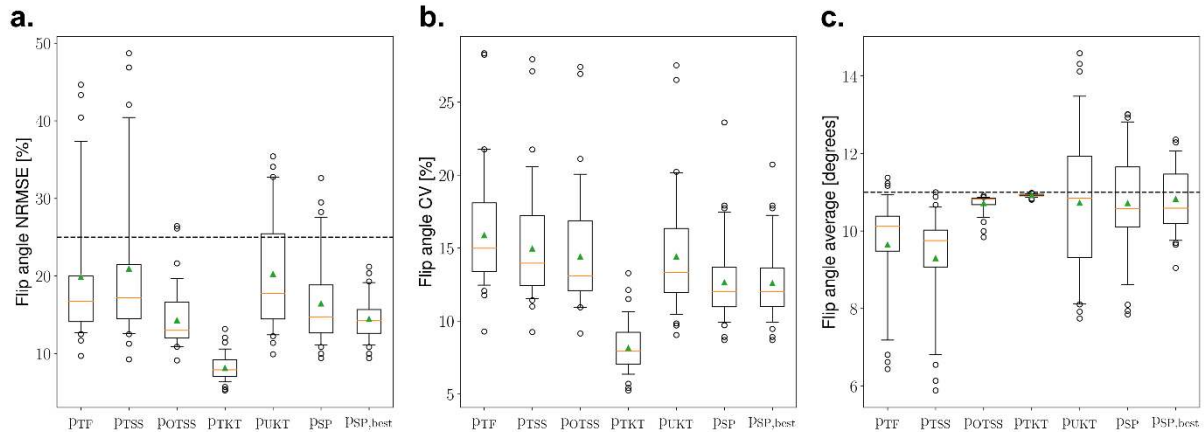 a.
b.
c.
Flip angle NRMSE [%]
50
40
30
20
10
pTF pTSS pOTSS pTKT pUKT pSP pSP,best
Flip angle CV [%]
25
20
15
10
5
pTF pTSS pOTSS pTKT pUKT pSP pSP,best
Flip angle average [degrees]
14
12
10
8
6
pTF pTSS pOTSS pTKT pUKT pSP pSP,best